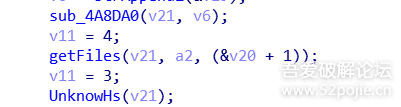 sub_4A8DA0(v21, v6);
v11 = 4;
getFiles(v21, a2, (&v20 + 1));
v11 = 3;
UnknowHs(v21);
吾爱破解论坛
www.52pojie.cn